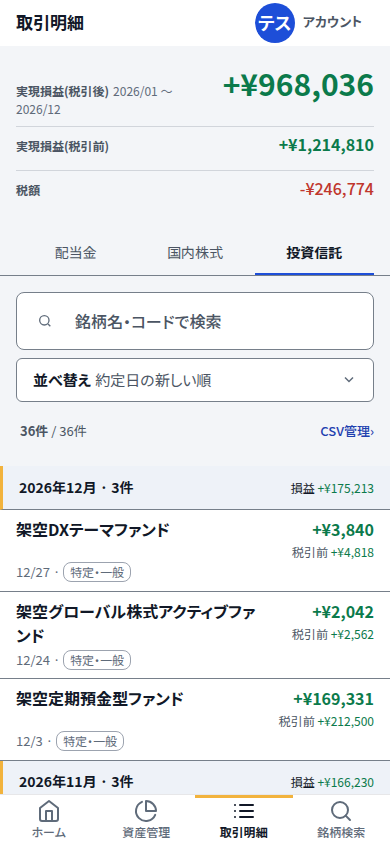 取引明細
テス アカウント
実現損益(税引後) 2026/01 〜
2026/12
+¥968,036
実現損益(税引前)
+¥1,214,810
税額
-¥246,774
配当金 国内株式 投資信託
銘柄名・コードで検索
並べ替え 約定日の新しい順
36件 / 36件
CSV管理›
2026年12月・3件
損益 +¥175,213
架空DXテーマファンド
+¥3,840
税引前 +¥4,818
12/27・特定・一般
架空グローバル株式アクティブファ
ンド
+¥2,042
税引前 +¥2,562
12/24・特定・一般
架空定期預金型ファンド
+¥169,331
税引前 +¥212,500
12/3・特定・一般
2026年11月・3件
損益 +¥166,230
ホーム 資産管理 取引明細 銘柄検索